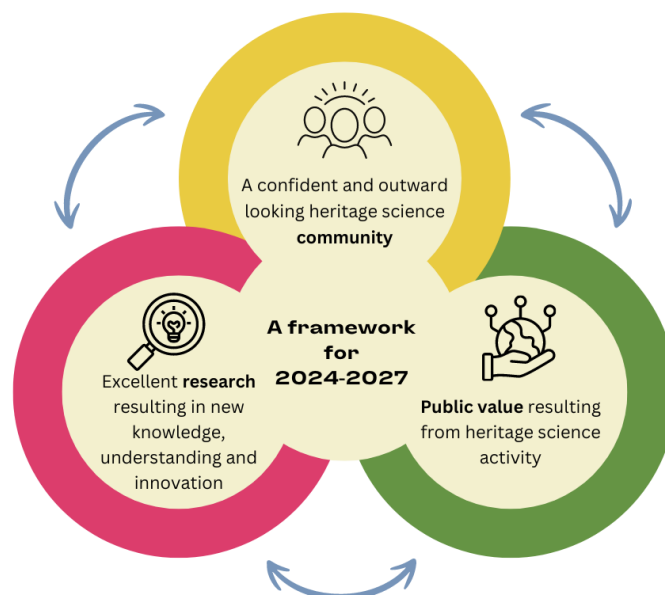 A confident and outward
looking heritage science
community
A framework
for
2024-2027
Excellent research
resulting in new
knowledge,
understanding and
innovation
Public value resulting
from heritage science
activity